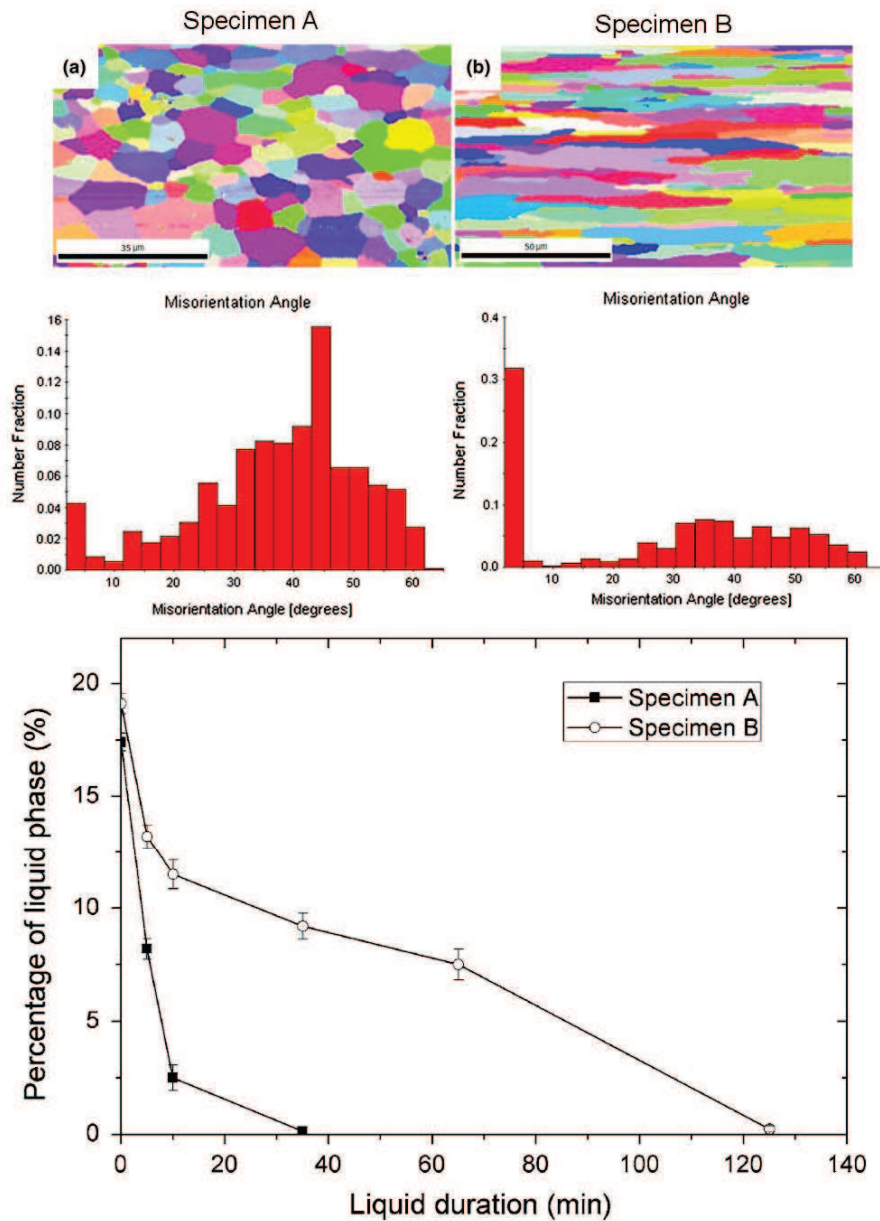 Specimen A
Specimen B
(a)
(b)
35 µm
50 µm
Misorientation Angle
16
0.14
0.12
0.10
0.08
0.06
0.04
0.02
0.00
Number Fraction
10
20
30
40
50
60
Misorientation Angle [degrees]
Misorientation Angle
0.4
0.3
0.2
0.1
0.0
Number Fraction
10
20
30
40
50
60
Misorientation Angle [degrees]
Percentage of liquid phase (%)
20
15
10
5
0
Specimen A
Specimen B
0
20
40
60
80
100
120
140
Liquid duration (min)